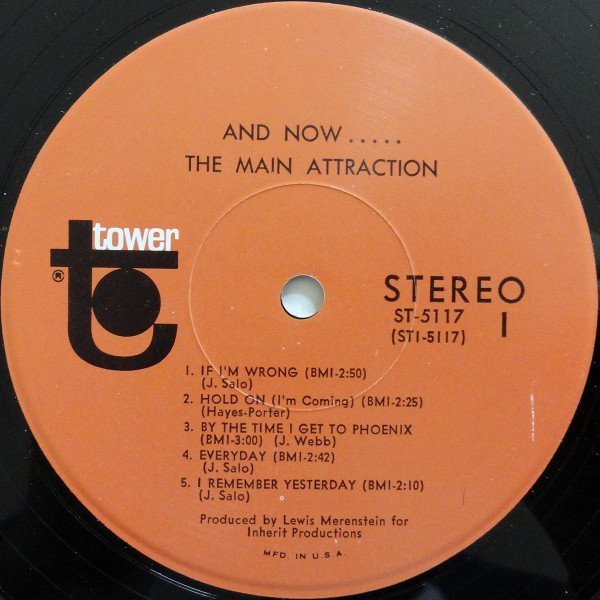 AND NOW.....
THE MAIN ATTRACTION
tower
®
STEREO
ST-5117
(ST1-5117)
1
1. IF I'M WRONG (BMI-2:50)
(J. Salo)
2. HOLD ON (I'm Coming) (BMI-2:25)
(Hayes-Porter)
3. BY THE TIME I GET TO PHOENIX
(BMI-3:00) (J. Webb)
4. EVERYDAY (BMI-2:42)
(J. Salo)
5. I REMEMBER YESTERDAY (BMI-2:10)
(J. Salo)
Produced by Lewis Merenstein for
Inherit Productions
MFD. IN U.S.A.